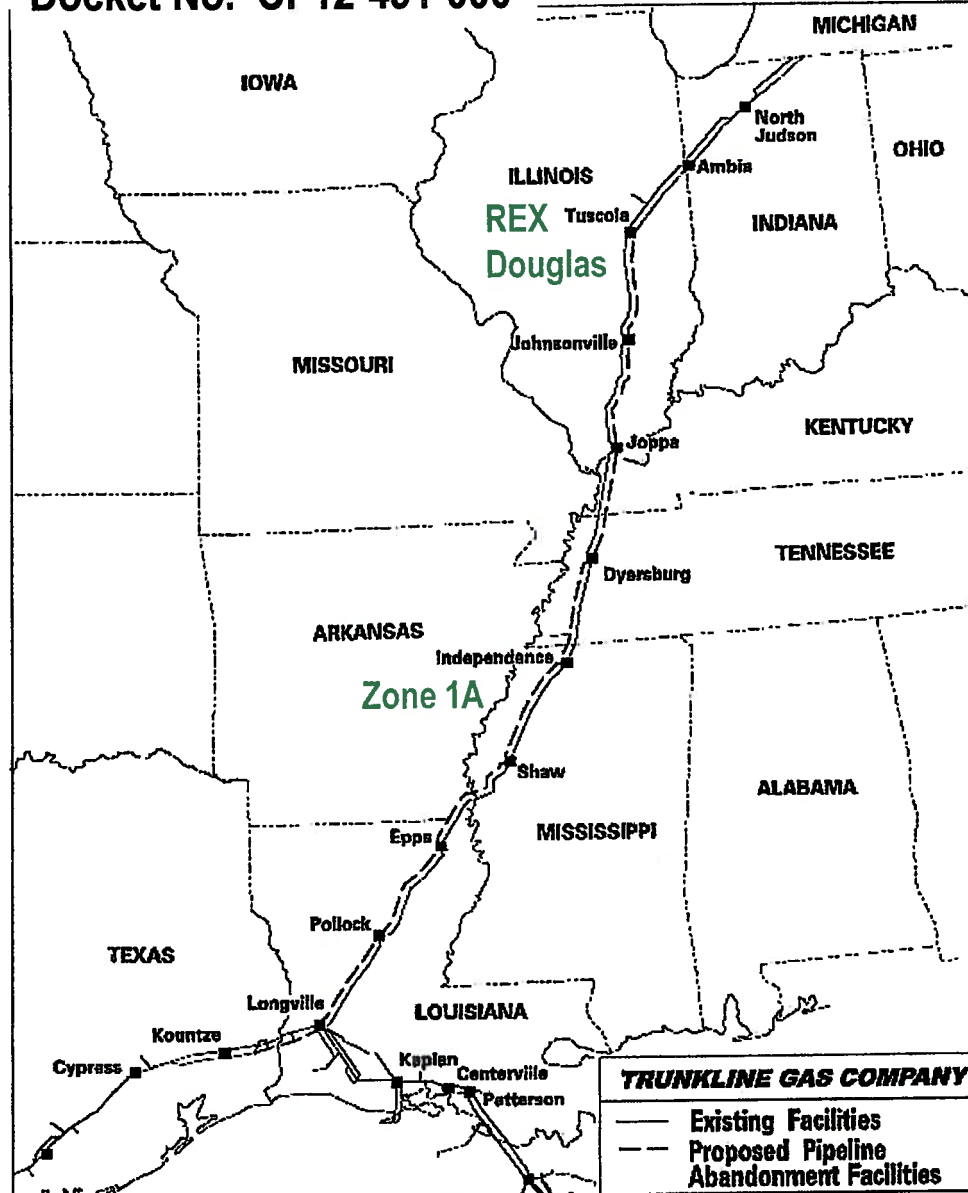 MICHIGAN
IOWA
North
Judson
OHIO
ILLINOIS
Ambia
REX
Tuscola
INDIANA
Douglas
Johnsonville
MISSOURI
KENTUCKY
Joppa
TENNESSEE
Dyersburg
ARKANSAS
Independence
Zone 1A
Shaw
ALABAMA
MISSISSIPPI
Epps
Pollock
TEXAS
Longville
LOUISIANA
Kountze
Cypress
Kaplan
Centerville
Patterson
TRUNKLINE GAS COMPANY
Existing Facilities
Proposed Pipeline
Abandonment Facilities